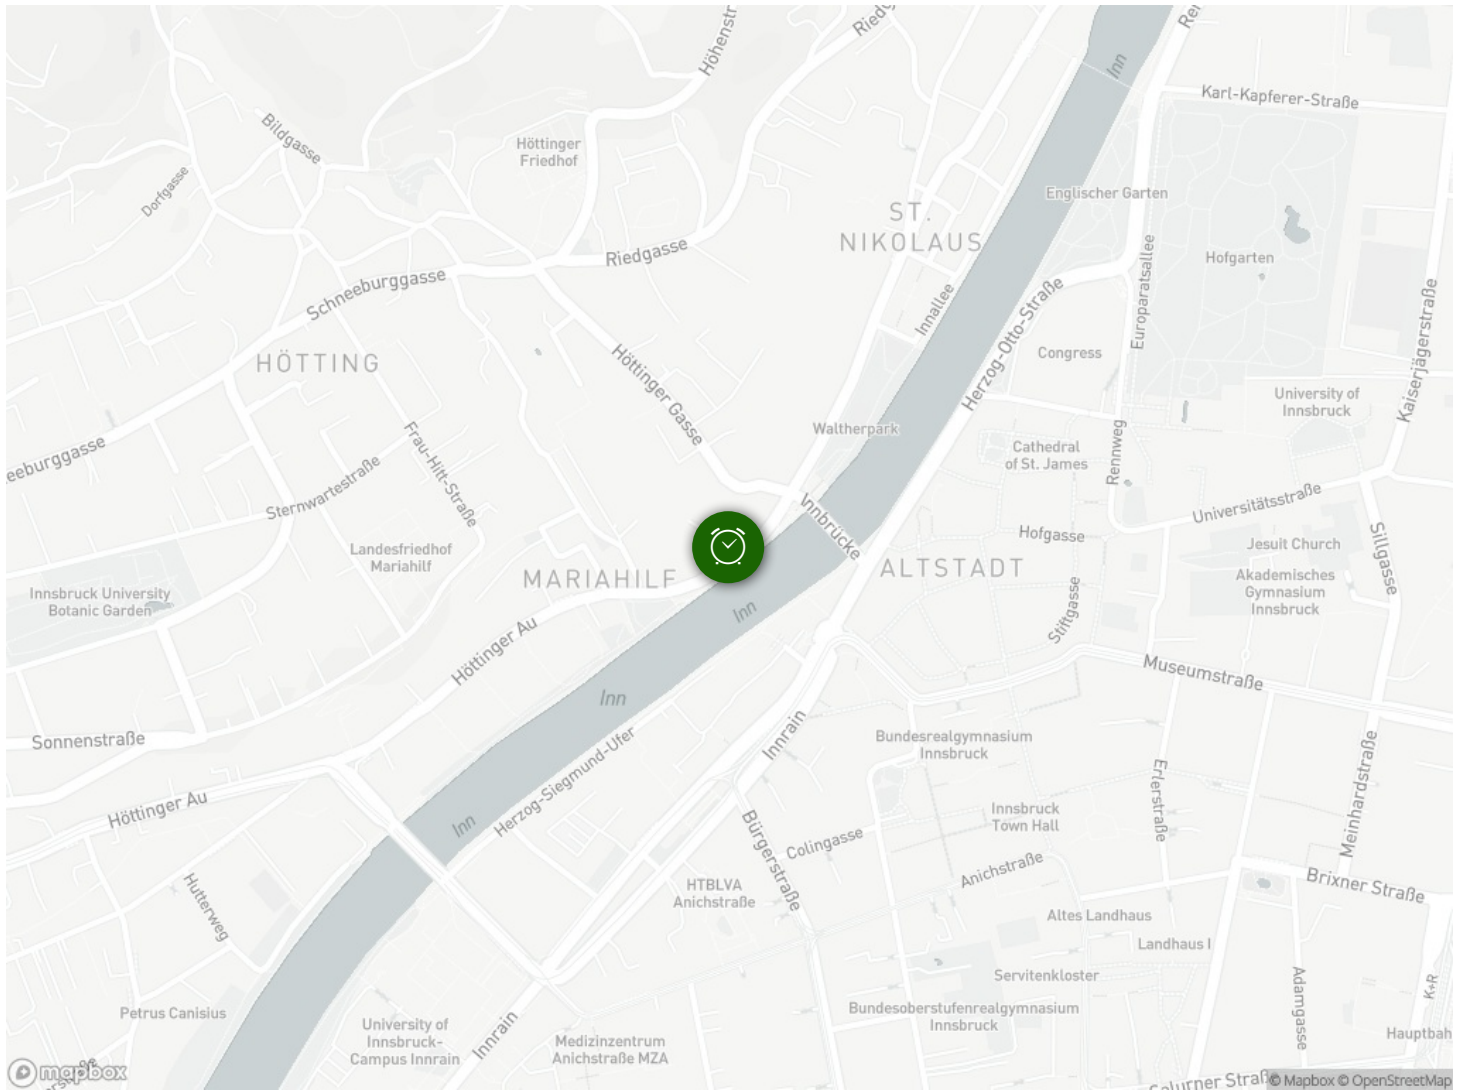 Höhenstr
Riedg
Inn
Ren
Karl-Kapferer-Straße
Bildgasse
Höttinger
Friedhof
Dorfgasse
Englischer Garten
ST.
NIKOLAUS
Riedgasse
Hofgarten
Europaratsallee
Schneeburggasse
Innallee
Herzog-Otto-Straße
Kaiserjägerstraße
HÖTTING
Höttinger Gasse
Congress
University of
Innsbruck
Waltherpark
Frau-Hitt-Straße
Rennweg
Cathedral
of St. James
eeburggasse
Sternwartestraße
Innbrücke
Universitätsstraße
Hofgasse
Sillgasse
Landesfriedhof
Mariahilf
Jesuit Church
MARIAHILF
ALTSTADT
Akademisches
Gymnasium
Innsbruck
Innsbruck University
Botanic Garden
Inn
Stiftgasse
Höttinger Au
Museumstraße
Inn
Sonnenstraße
Innrain
Bundesrealgymnasium
Innsbruck
Herzog-Siegmund-Ufer
Erlerstraße
Meinhardstraße
Höttinger Au
Inn
Innsbruck
Town Hall
Bürgerstraße
Colingasse
Anichstraße
Brixner Straße
HTBLVA
Anichstraße
Hutterweg
Altes Landhaus
Landhaus I
Servitenkloster
Adamgasse
K+R
Petrus Canisius
Bundesoberstufenrealgymnasium
Innsbruck
University of
Innsbruck-
Campus Innrain
Innrain
Medizinzentrum
Anichstraße MZA
Hauptbah
mapbox
erstraße
alurner Straß
© Mapbox © OpenStreetMap